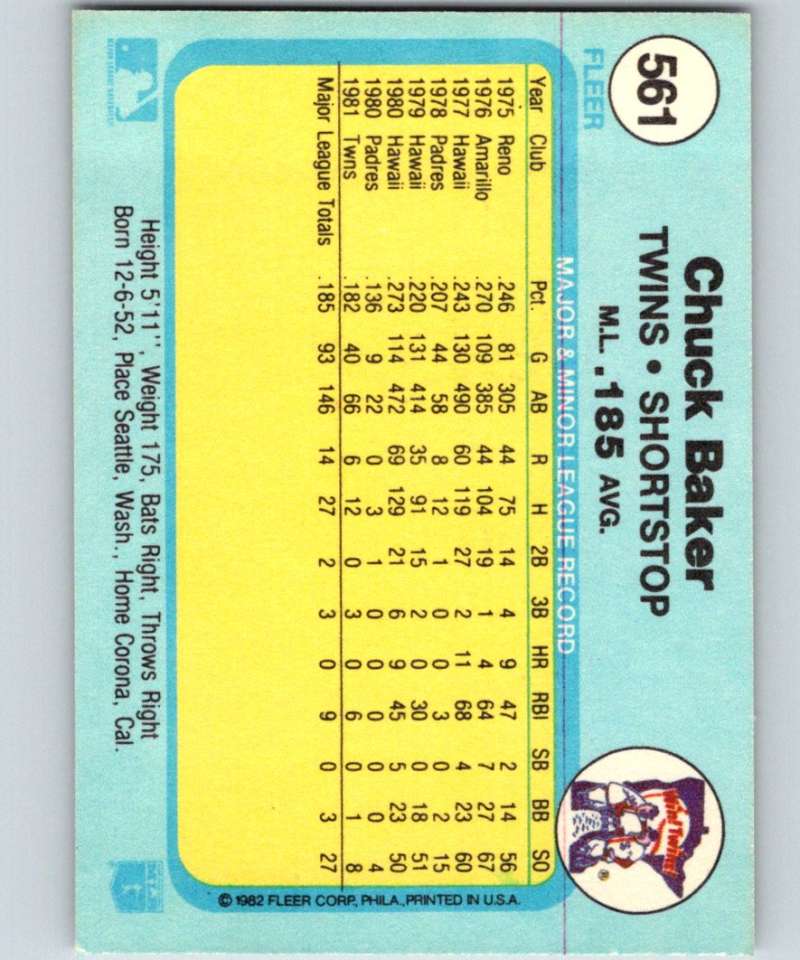 561
FLEER
Chuck Baker
TWINS • SHORTSTOP
M.L. .185 AVG.
MAJOR & MINOR LEAGUE RECORD
Year Club Pct. G AB R H 2B 3B HR RBI SB BB SO
1975 Reno .246 81 305 44 75 14 4 9 47 2 14 56
1976 Amarillo .270 109 385 44 104 19 1 4 64 7 27 67
1977 Hawaii .243 130 490 60 119 27 2 11 68 4 23 60
1978 Padres .207 44 58 8 12 1 0 0 3 0 2 15
1979 Hawaii .220 131 414 35 91 15 2 0 30 0 18 51
1980 Hawaii .273 114 472 69 129 21 6 9 45 5 23 50
1980 Padres .136 9 22 0 3 1 0 0 0 0 0 4
1981 Twns .182 40 66 6 12 0 3 0 6 0 1 8
Major League Totals .185 93 146 14 27 2 3 0 9 0 3 27
© 1982 FLEER CORP., PHILA., PRINTED IN U.S.A.
Height 5'11", Weight 175, Bats Right, Throws Right
Born 12-6-52, Place Seattle, Wash., Home Corona, Cal.
Win! Twins!
®